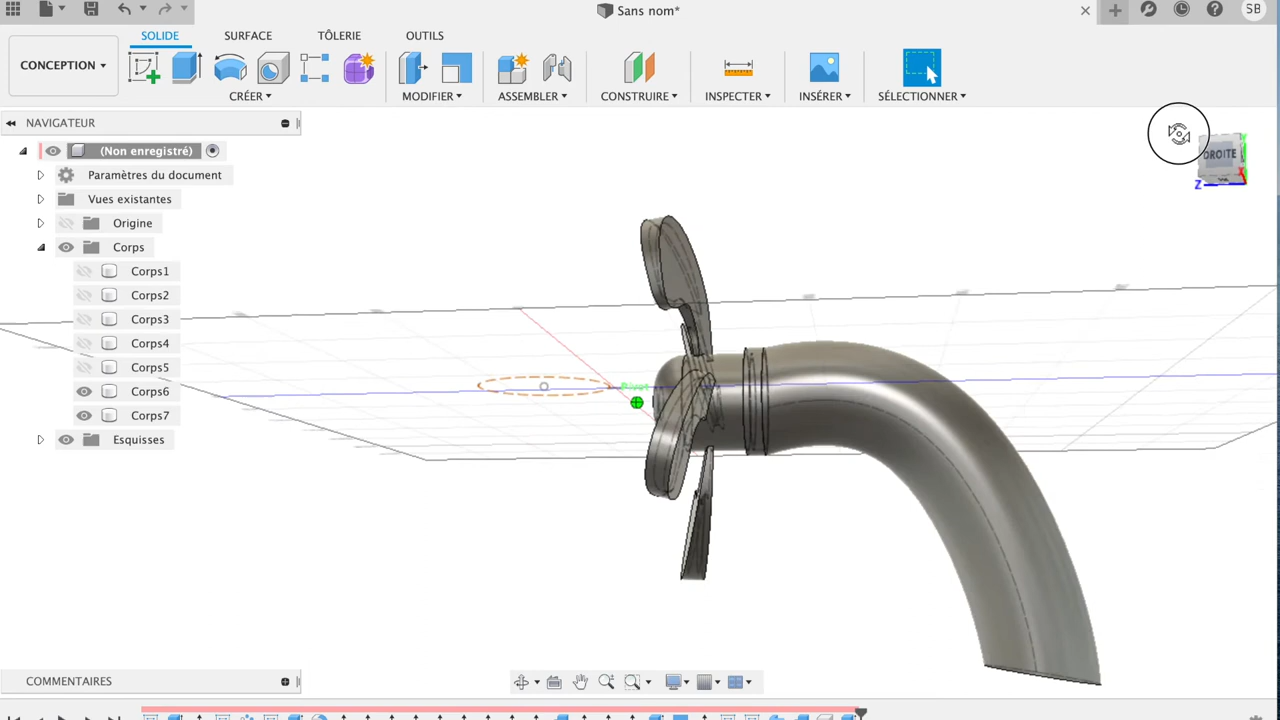 Sans nom*
SB
SOLIDE SURFACE TÔLERIE OUTILS
CONCEPTION
CRÉER MODIFIER ASSEMBLER CONSTRUIRE INSPECTER INSÉRER SÉLECTIONNER
NAVIGATEUR
DROITE
(Non enregistré)
Z
Paramètres du document
Vues existantes
Origine
Corps
Corps1
Corps2
Corps3
Corps4
Corps5
Pivot
Corps6
Corps7
Esquisses
COMMENTAIRES